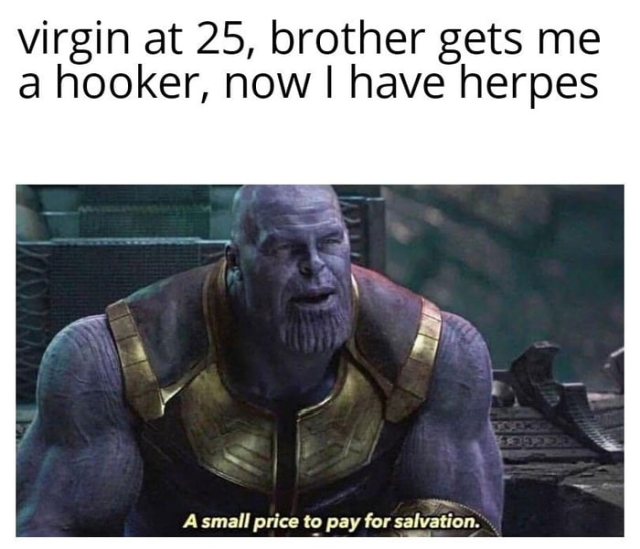 virgin at 25, brother gets me
a hooker, now I have herpes
A small price to pay for salvation.